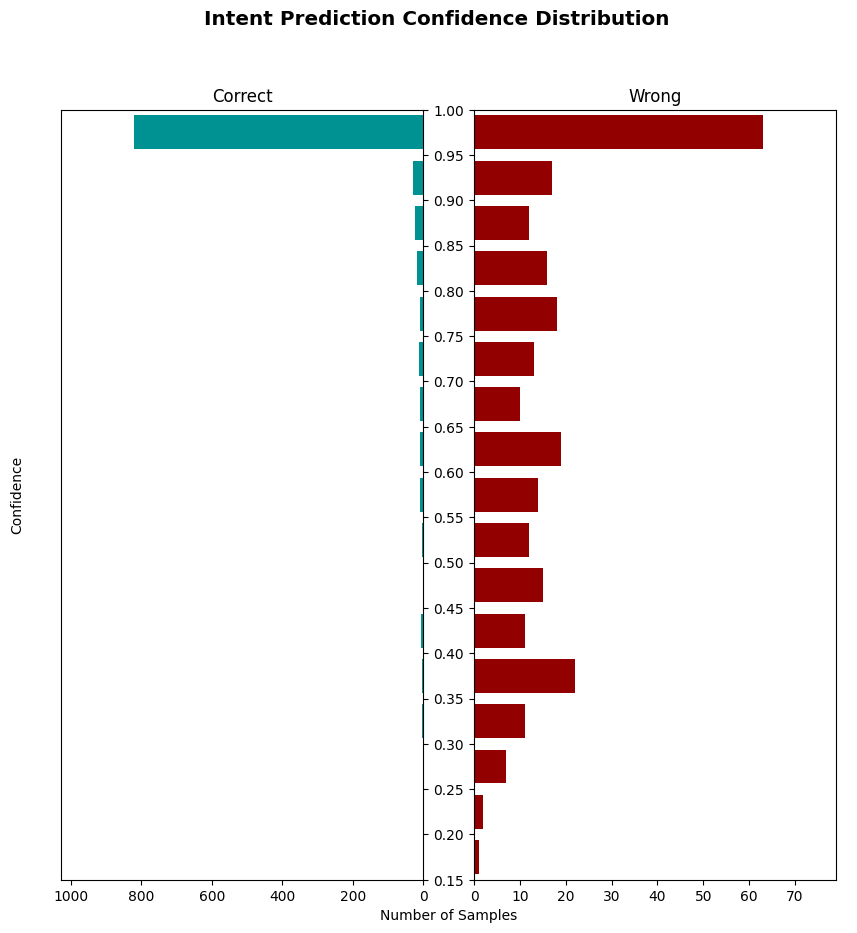 Intent Prediction Confidence Distribution
Correct
Wrong
1.00
0.95
0.90
0.85
0.80
0.75
0.70
0.65
0.60
0.55
0.50
0.45
0.40
0.35
0.30
0.25
0.20
0.15
Confidence
1000 800 600 400 200 0
0 10 20 30 40 50 60 70
Number of Samples